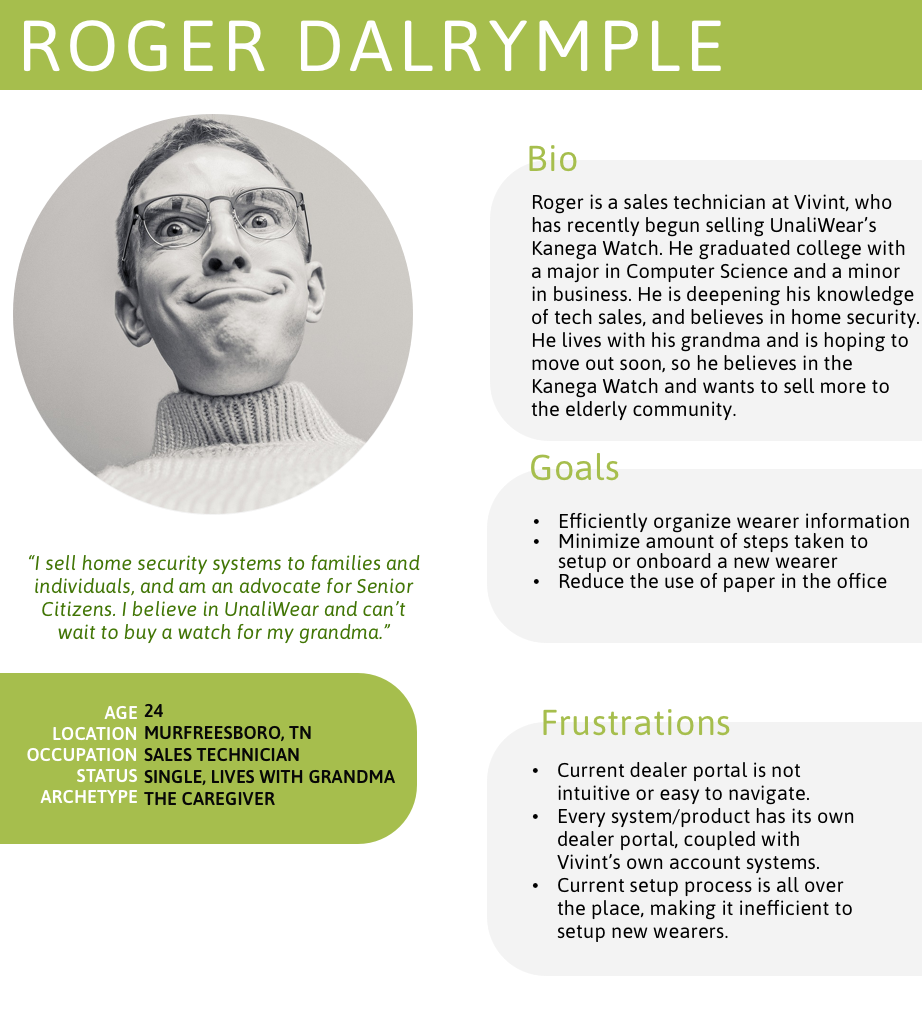 ROGER DALRYMPLE
“I sell home security systems to families and
individuals, and am an advocate for Senior
Citizens. I believe in UnaliWear and can’t
wait to buy a watch for my grandma.”
AGE 24
LOCATION MURFREESBORO, TN
OCCUPATION SALES TECHNICIAN
STATUS SINGLE, LIVES WITH GRANDMA
ARCHETYPE THE CAREGIVER
Bio
Roger is a sales technician at Vivint, who
has recently begun selling UnaliWear’s
Kanega Watch. He graduated college with
a major in Computer Science and a minor
in business. He is deepening his knowledge
of tech sales, and believes in home security.
He lives with his grandma and is hoping to
move out soon, so he believes in the
Kanega Watch and wants to sell more to
the elderly community.
Goals
• Efficiently organize wearer information
• Minimize amount of steps taken to
setup or onboard a new wearer
• Reduce the use of paper in the office
Frustrations
• Current dealer portal is not
intuitive or easy to navigate.
• Every system/product has its own
dealer portal, coupled with
Vivint’s own account systems.
• Current setup process is all over
the place, making it inefficient to
setup new wearers.